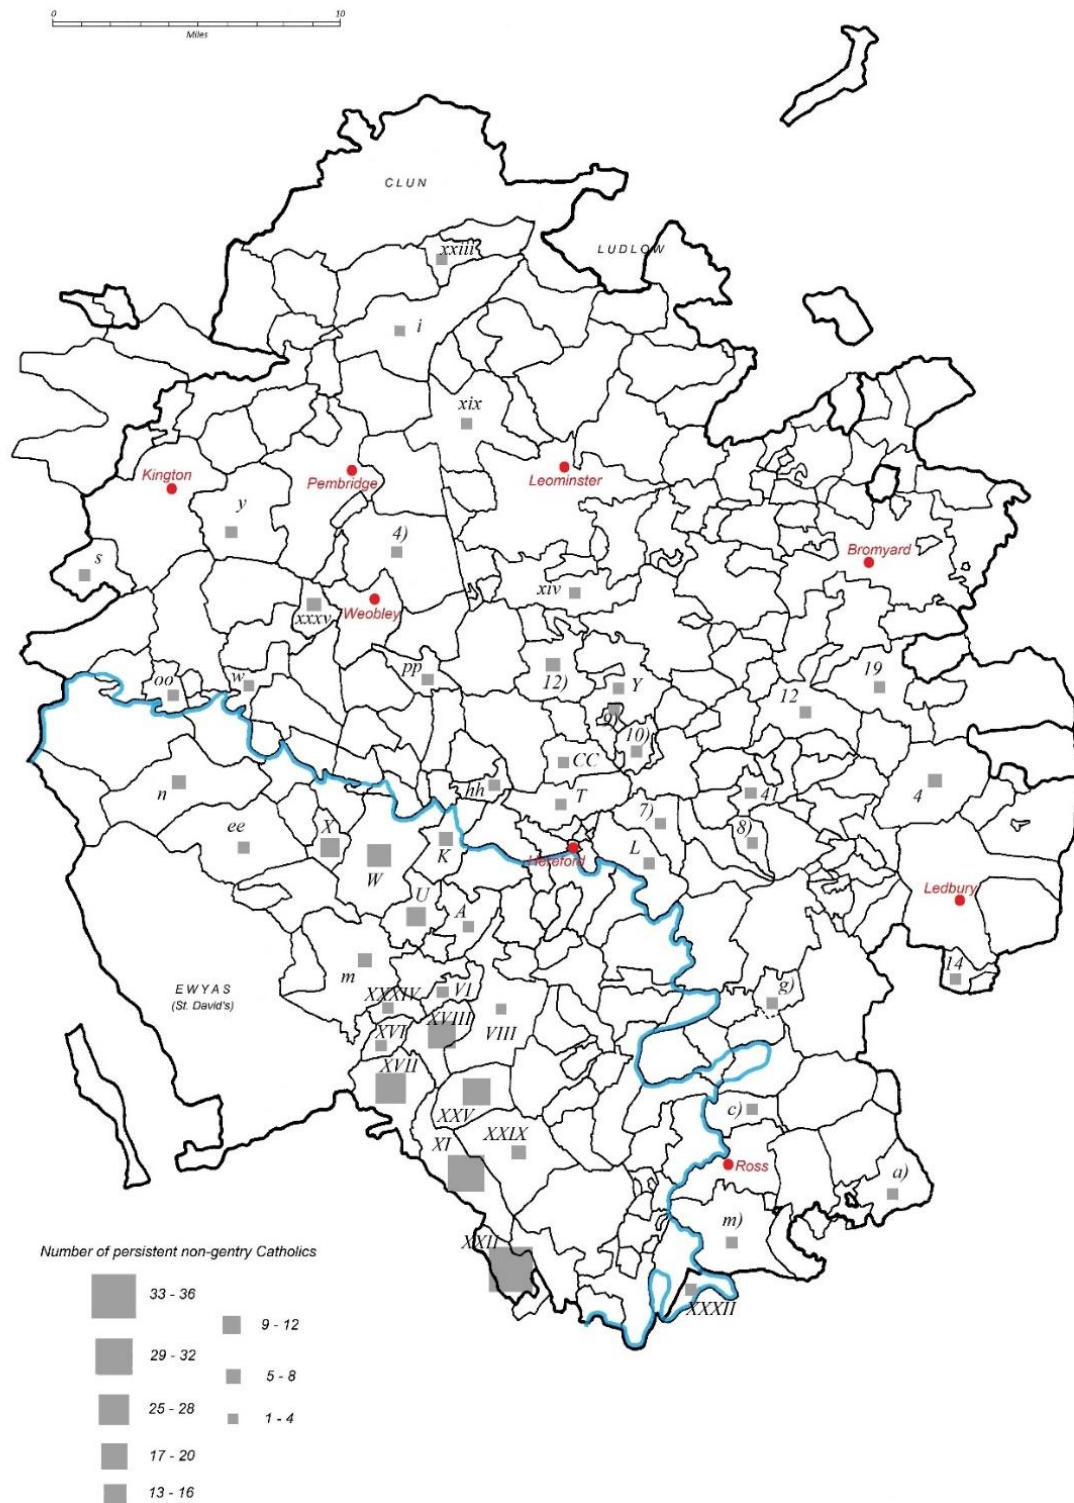 0 10
Miles
CLUN
LUDLOW
xxiii
i
xix
Kington
Pembridge
Leominster
y
4)
Bromyard
s
xiv
xxxv
Weobley
oo
w
pp
12)
Y
12
19
9)
10)
CC
n
hh
T
41
4
7)
ee
X
K
8)
W
Hereford
L
U
A
Ledbury
m
14
EWYAS
(St. David's)
XXXIV
VI
g)
XVIII
VIII
XVI
XVII
XXV
c)
XI
XXIX
Ross
a)
m)
XXII
XXXII
Number of persistent non-gentry Catholics
33 - 36
29 - 32
25 - 28
17 - 20
13 - 16
9 - 12
5 - 8
1 - 4